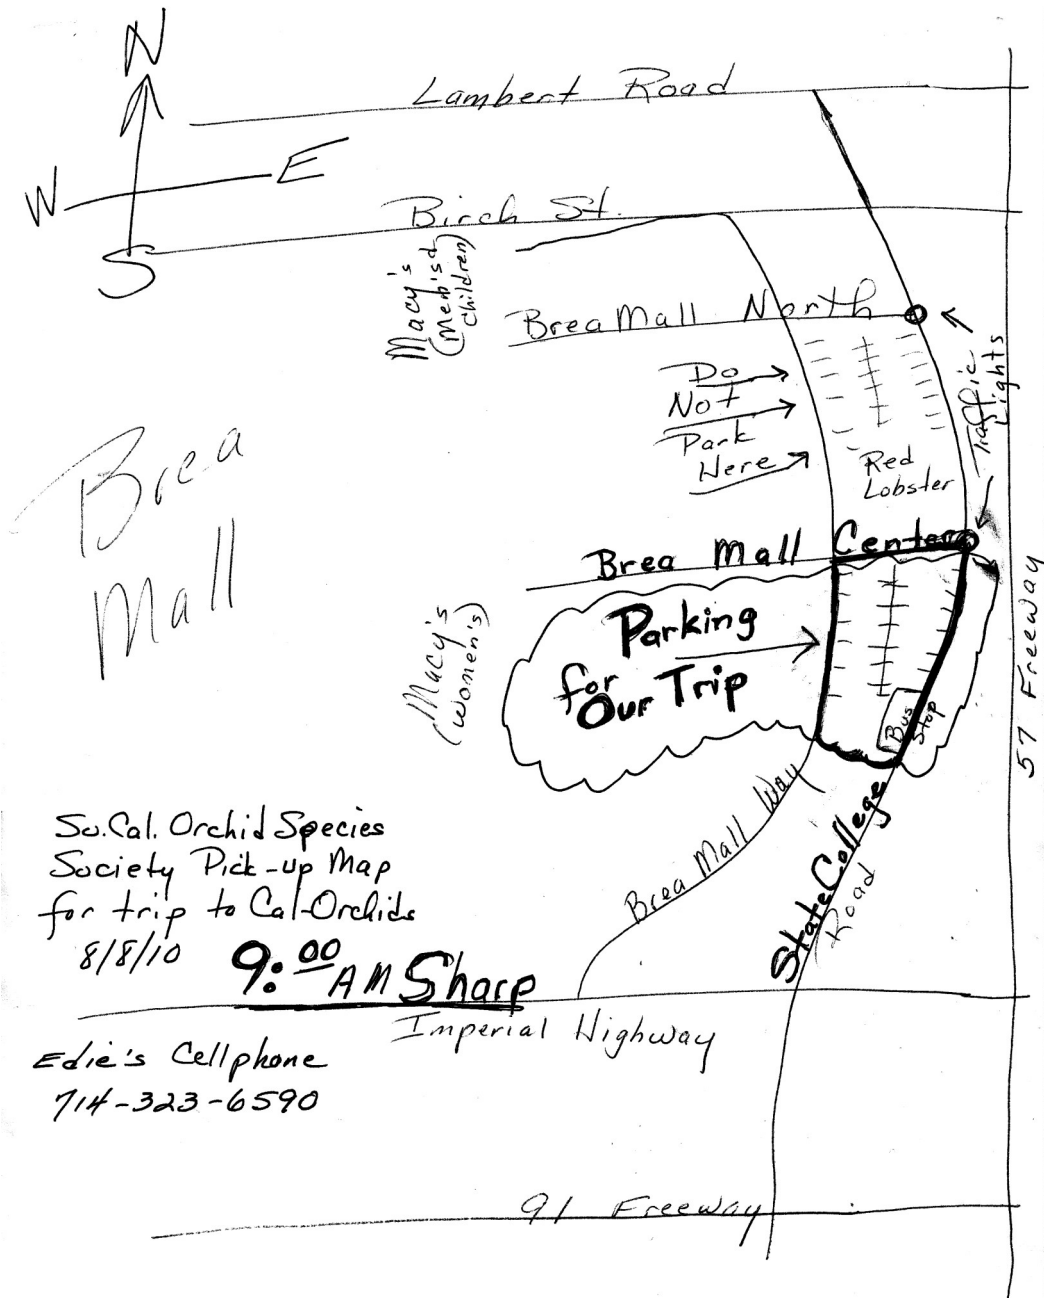 N
Lambert Road
W
E
S
Birch St.
Macy's
(Men's &
Children)
Brea Mall North
Traffic
Lights
Do
Not
Park
Here
Red
Lobster
Brea
Mall
Brea Mall Center
Macy's
(Women's)
Parking
for
Our Trip
Bus
Stop
57 Freeway
Brea Mall Way
State College
Road
So. Cal. Orchid Species
Society Pick-up Map
for trip to Cal-Orchids
8/8/10
9:00 AM Sharp
Imperial Highway
Edie's Cellphone
714-323-6590
91 Freeway